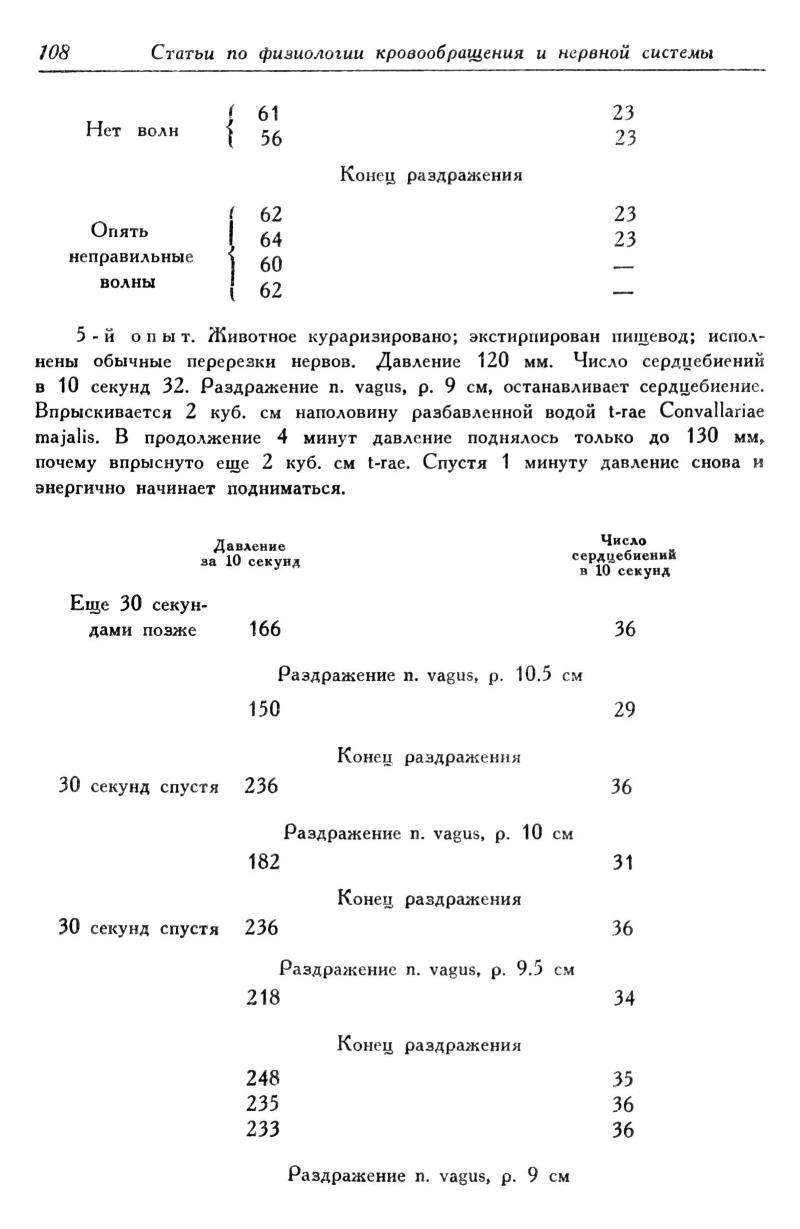 108 Статьи по физиологии кровообращения и нервной системы
Нет волн { 61 23
56 23
Конец раздражения
Опять неправильные волны { 62 23
64 23
60 —
62 —
5-й опыт. Животное кураризировано; экстирпирован пищевод; испол-
нены обычные перерезки нервов. Давление 120 мм. Число сердцебиений
в 10 секунд 32. Раздражение n. vagus, р. 9 см, останавливает сердцебиение.
Впрыскивается 2 куб. см наполовину разбавленной водой t-rae Convallariae
majalis. В продолжение 4 минут давление поднялось только до 130 мм,
почему впрыснуто еще 2 куб. см t-rae. Спустя 1 минуту давление снова и
энергично начинает подниматься.
Давление
за 10 секунд
Число
сердцебиений
в 10 секунд
Еще 30 секун-
дами позже 166 36
Раздражение n. vagus, р. 10.5 см
150 29
Конец раздражения
30 секунд спустя 236 36
Раздражение n. vagus, р. 10 см
182 31
Конец раздражения
30 секунд спустя 236 36
Раздражение n. vagus, р. 9.5 см
218 34
Конец раздражения
248 35
235 36
233 36
Раздражение n. vagus, р. 9 см